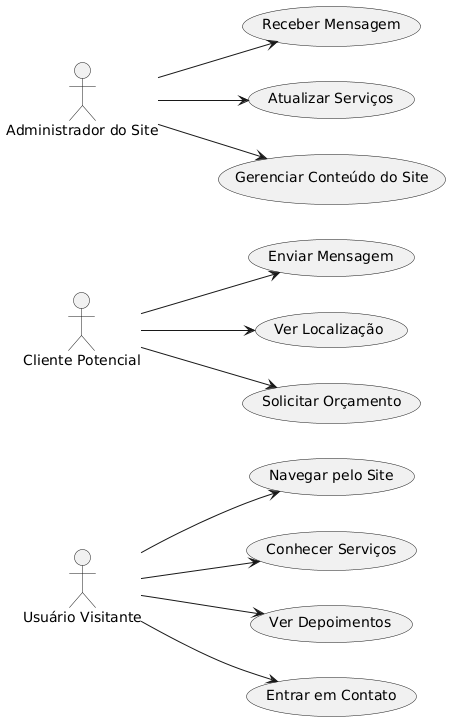 Receber Mensagem
Atualizar Serviços
Administrador do Site
Gerenciar Conteúdo do Site
Enviar Mensagem
Ver Localização
Cliente Potencial
Solicitar Orçamento
Navegar pelo Site
Conhecer Serviços
Usuário Visitante
Ver Depoimentos
Entrar em Contato